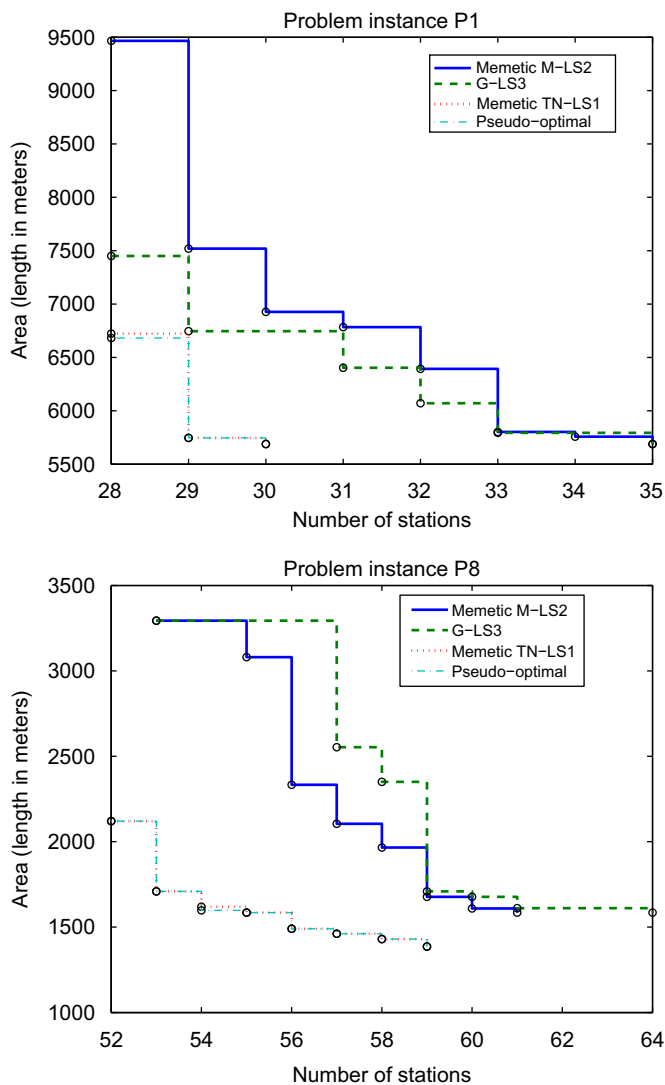 Problem instance P1
9500
9000
8500
8000
7500
7000
6500
6000
5500
Area (length in meters)
Memetic M−LS2
G−LS3
Memetic TN−LS1
Pseudo−optimal
28 29 30 31 32 33 34 35
Number of stations
Problem instance P8
3500
3000
2500
2000
1500
1000
Area (length in meters)
Memetic M−LS2
G−LS3
Memetic TN−LS1
Pseudo−optimal
52 54 56 58 60 62 64
Number of stations